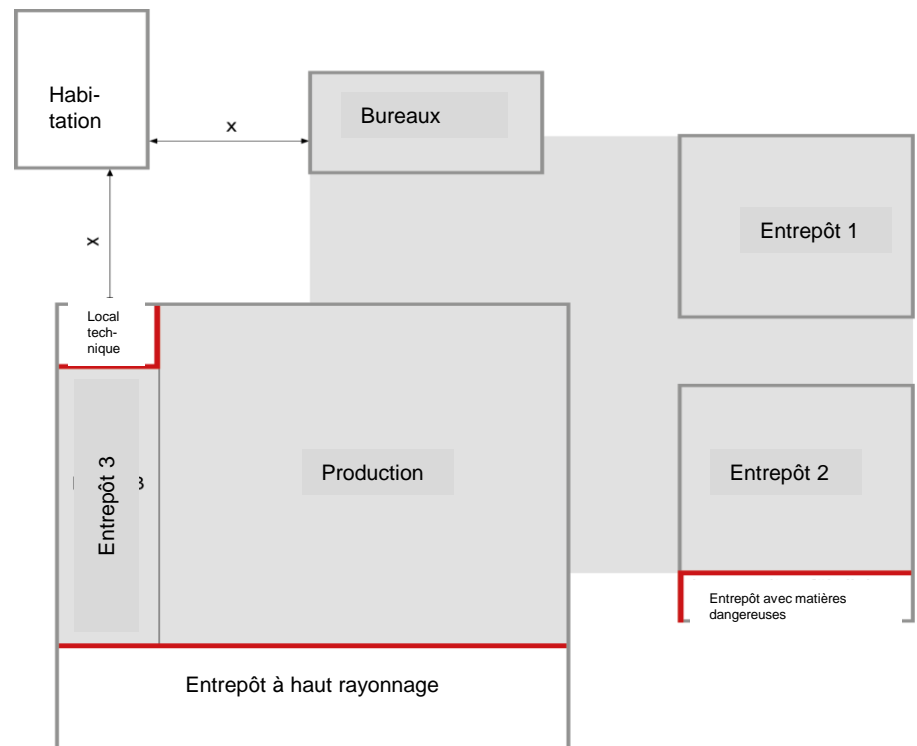 Habi-
tation
x
Bureaux
Entrepôt 1
x
Local
tech-
nique
Entrepôt 3
Production
Entrepôt 2
Entrepôt avec matières
dangereuses
Entrepôt à haut rayonnage